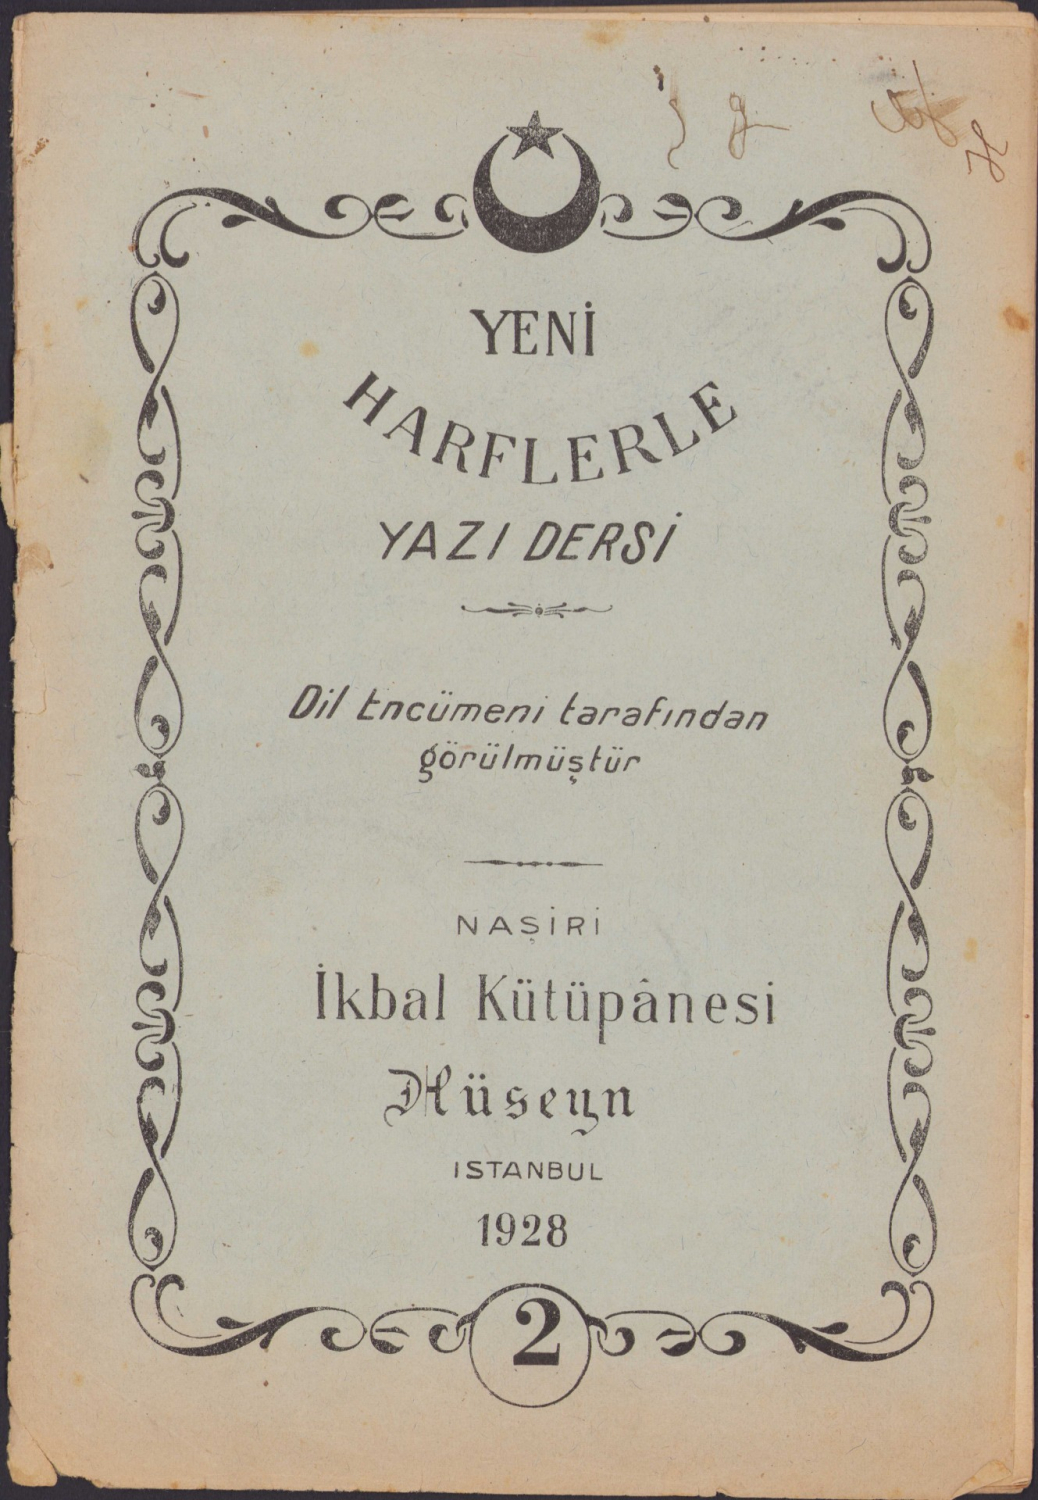 YENİ
HARFLERLE
YAZI DERSİ
Dil Encümeni tarafından
görülmüştür
NAŞİRİ
İkbal Kütüpânesi
Hüseyn
ISTANBUL
1928
2